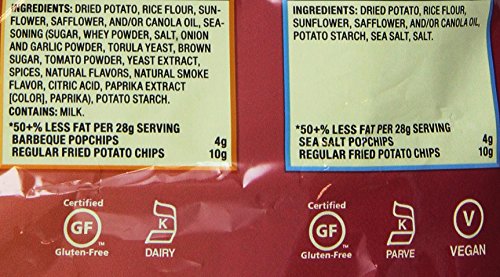 INGREDIENTS: DRIED POTATO, RICE FLOUR, SUN-
FLOWER, SAFFLOWER, AND/OR CANOLA OIL, SEA-
SONING (SUGAR, WHEY POWDER, SALT, ONION
AND GARLIC POWDER, TORULA YEAST, BROWN
SUGAR, TOMATO POWDER, YEAST EXTRACT,
SPICES, NATURAL FLAVORS, NATURAL SMOKE
FLAVOR, CITRIC ACID, PAPRIKA EXTRACT
[COLOR], PAPRIKA), POTATO STARCH.
CONTAINS: MILK.
*50+% LESS FAT PER 28g SERVING
BARBEQUE POPCHIPS 4g
REGULAR FRIED POTATO CHIPS 10g
Certified
GF
TM
Gluten-Free
K
DAIRY
INGREDIENTS: DRIED POTATO, RICE FLOUR,
SUNFLOWER, SAFFLOWER, AND/OR CANOLA OIL,
POTATO STARCH, SEA SALT, SALT.
*50+% LESS FAT PER 28g SERVING
SEA SALT POPCHIPS 4g
REGULAR FRIED POTATO CHIPS 10g
Certified
GF
TM
Gluten-Free
K
PARVE
V
VEGAN